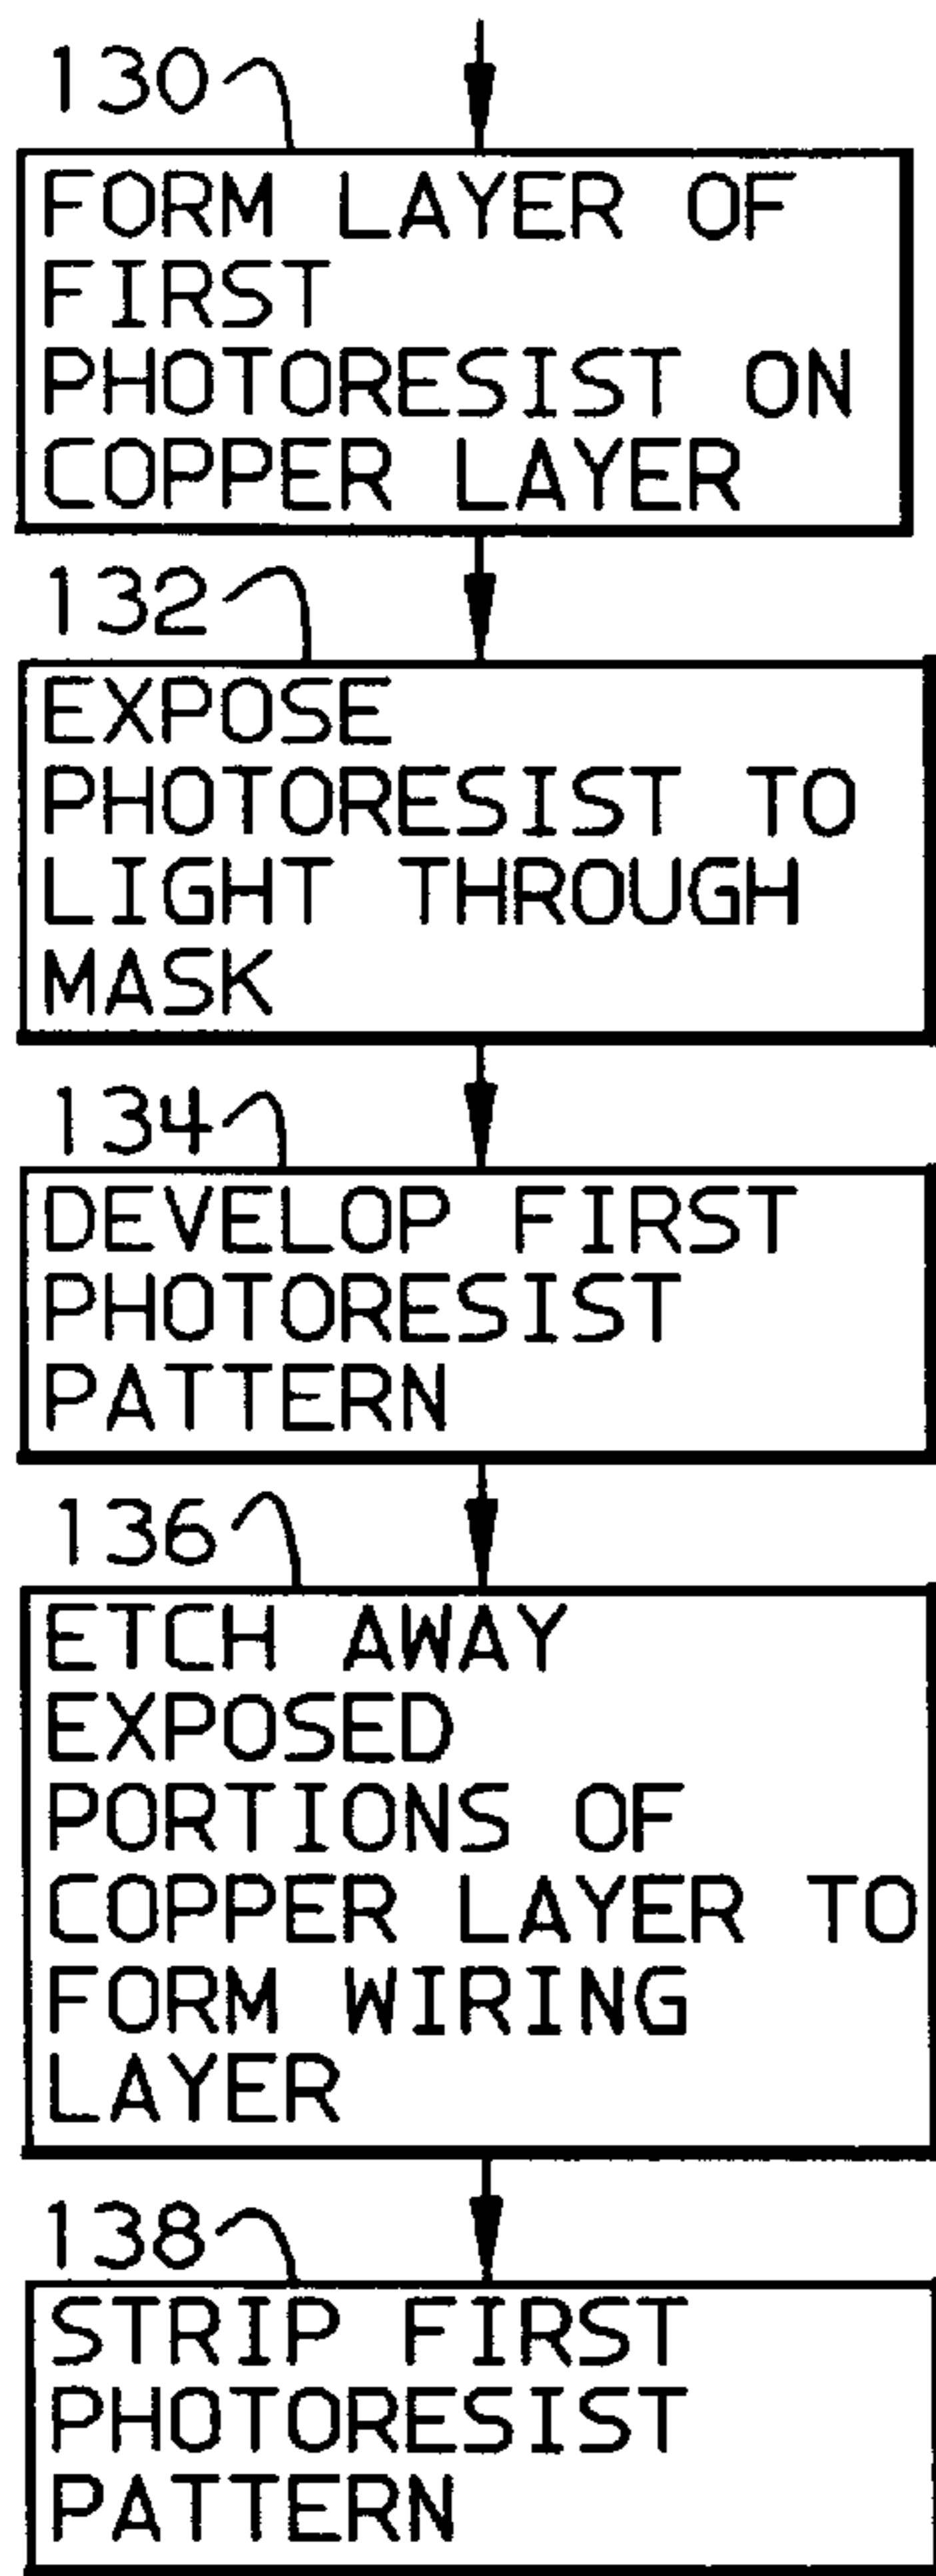 130
FORM LAYER OF
FIRST
PHOTORESIST ON
COPPER LAYER
132
EXPOSE
PHOTORESIST TO
LIGHT THROUGH
MASK
134
DEVELOP FIRST
PHOTORESIST
PATTERN
136
ETCH AWAY
EXPOSED
PORTIONS OF
COPPER LAYER TO
FORM WIRING
LAYER
138
STRIP FIRST
PHOTORESIST
PATTERN